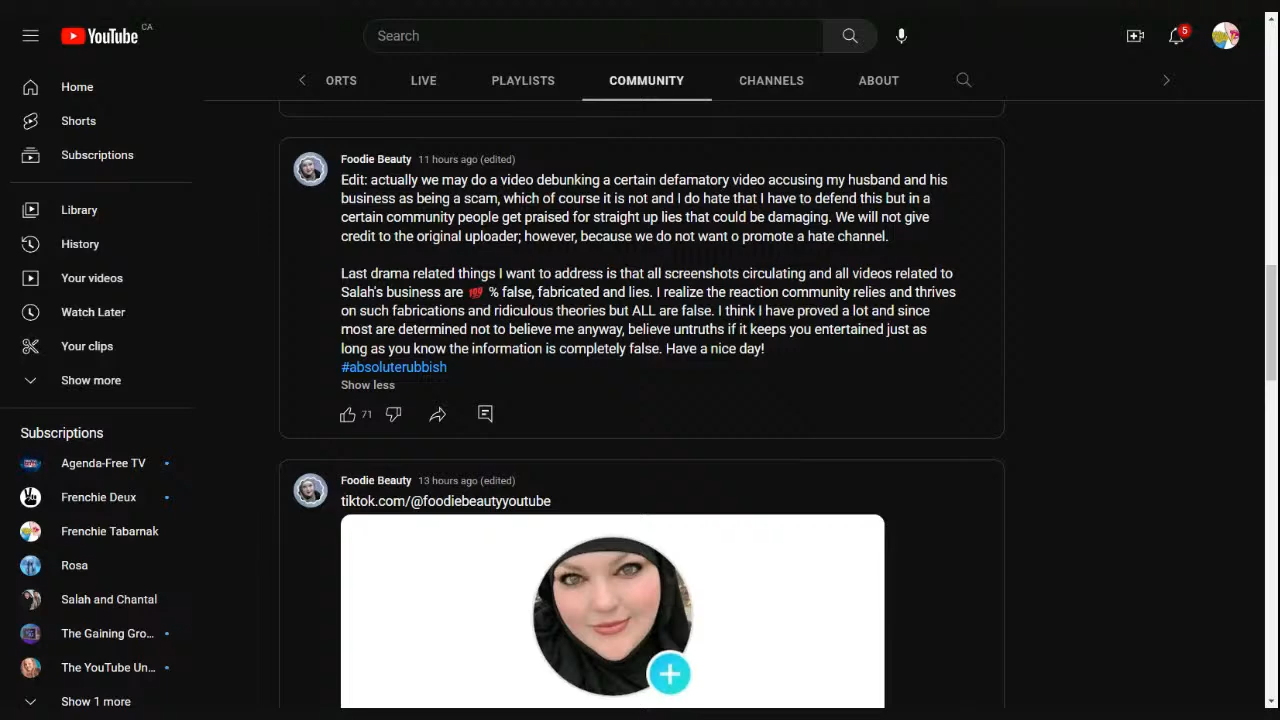 YouTube CA
Search
5
Home
Shorts
Subscriptions
Library
History
Your videos
Watch Later
Your clips
Show more
Subscriptions
Agenda-Free TV
Frenchie Deux
Frenchie Tabarnak
Rosa
Salah and Chantal
The Gaining Gro...
The YouTube Un...
Show 1 more
ORTS LIVE PLAYLISTS COMMUNITY CHANNELS ABOUT
Foodie Beauty 11 hours ago (edited)
Edit: actually we may do a video debunking a certain defamatory video accusing my husband and his
business as being a scam, which of course it is not and I do hate that I have to defend this but in a
certain community people get praised for straight up lies that could be damaging. We will not give
credit to the original uploader; however, because we do not want o promote a hate channel.
Last drama related things I want to address is that all screenshots circulating and all videos related to
Salah's business are 💯 % false, fabricated and lies. I realize the reaction community relies and thrives
on such fabrications and ridiculous theories but ALL are false. I think I have proved a lot and since
most are determined not to believe me anyway, believe untruths if it keeps you entertained just as
long as you know the information is completely false. Have a nice day!
#absoluterubbish
Show less
71
Foodie Beauty 13 hours ago (edited)
tiktok.com/@foodiebeautyyoutube